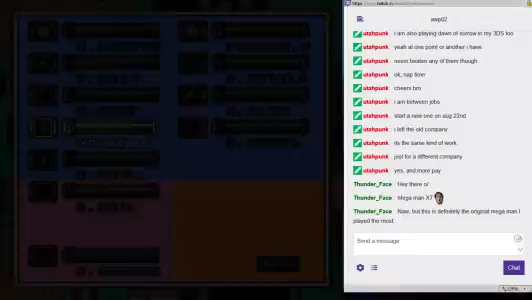 https
awp82
utahpunk i am also playing dawn of sorrow in my 3DS too
utahpunk yeah at one point or another i have
utahpunk never beaten any of them though
utahpunk ok, nap time
utahpunk cheers bro
utahpunk i am between jobs
utahpunk start a new one on aug 22nd
utahpunk i left the old company
utahpunk its the same kind of work
utahpunk just for a different company
utahpunk yes, and more pay
Thunder_Face : Hey there o/
Thunder_Face : Mega man X7
Thunder_Face : Naw, but this is definitely the original mega man I
played the most
Send a message
Chat